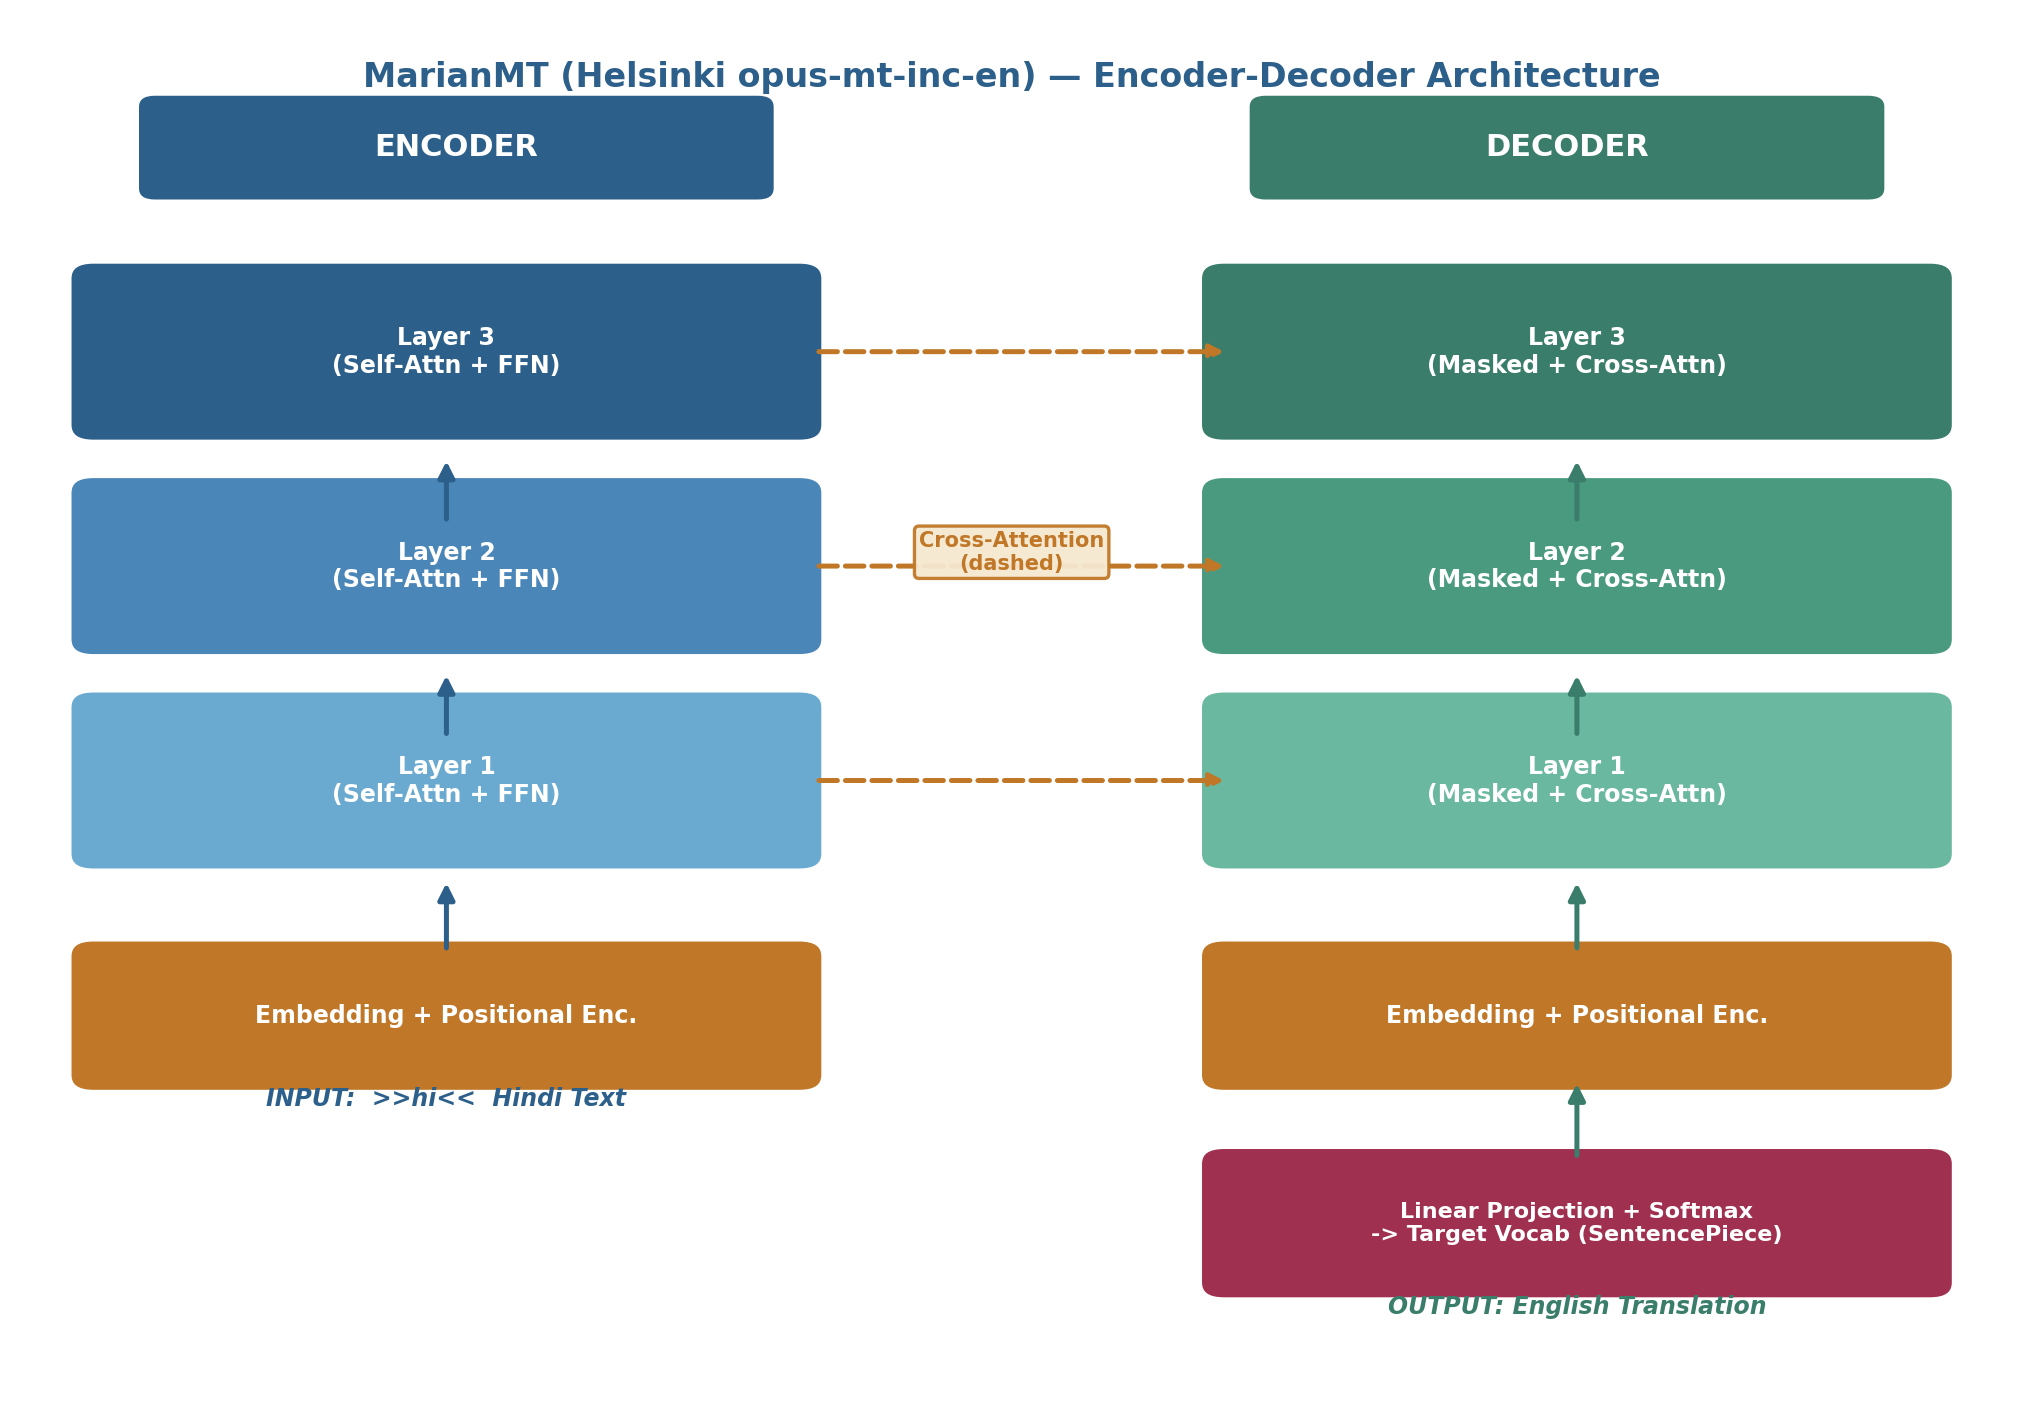 MarianMT (Helsinki opus-mt-inc-en) — Encoder-Decoder Architecture
ENCODER
DECODER
Layer 3
(Self-Attn + FFN)
Layer 3
(Masked + Cross-Attn)
Layer 2
(Self-Attn + FFN)
Cross-Attention
(dashed)
Layer 2
(Masked + Cross-Attn)
Layer 1
(Self-Attn + FFN)
Layer 1
(Masked + Cross-Attn)
Embedding + Positional Enc.
Embedding + Positional Enc.
INPUT:  >>hi<<  Hindi Text
Linear Projection + Softmax
-> Target Vocab (SentencePiece)
OUTPUT: English Translation